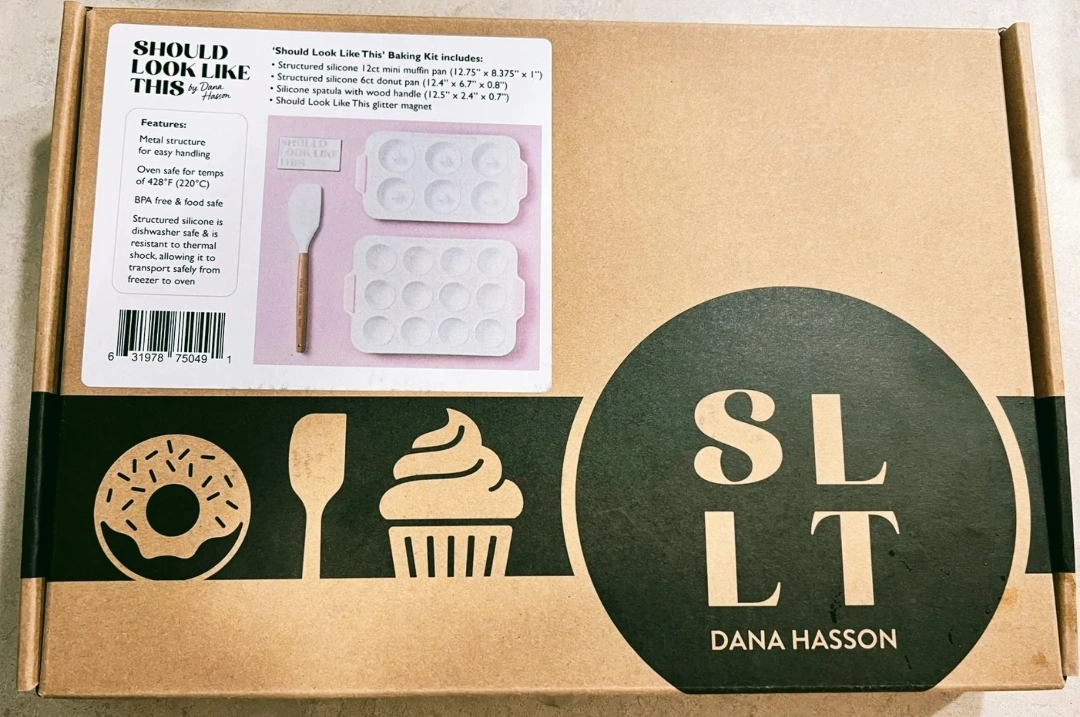 SHOULD
LOOK LIKE
THIS by Dana
Hasson
'Should Look Like This' Baking Kit includes:
• Structured silicone 12ct mini muffin pan (12.75" x 8.375" x 1")
• Structured silicone 6ct donut pan (12.4" x 6.7" x 0.8")
• Silicone spatula with wood handle (12.5" x 2.4" x 0.7")
• Should Look Like This glitter magnet
Features:
Metal structure
for easy handling
Oven safe for temps
of 428°F (220°C)
BPA free & food safe
Structured silicone is
dishwasher safe & is
resistant to thermal
shock, allowing it to
transport safely from
freezer to oven
6 31978 75049 1
SHOULD
LOOK LIKE
THIS
SL
LT
DANA HASSON